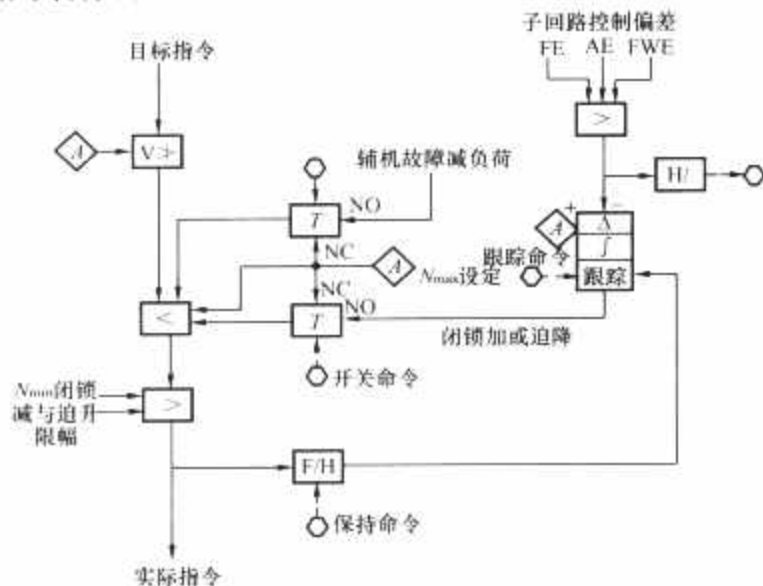 子回路控制偏差
FE AE FWE
目标指令
>
A
V≯
辅机故障减负荷
H/
T
NO
+ -
A
Δ
∫
NC
A
跟踪命令
Nmax设定
跟踪
NC
NO
<
T
闭锁加或迫降
开关命令
Nmin闭锁
减与迫升
限幅
>
F/H
保持命令
实际指令